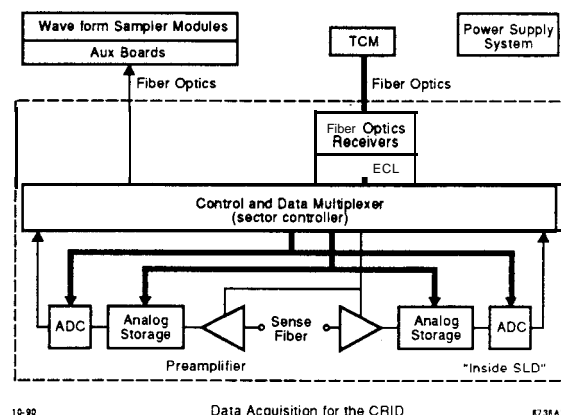 Wave form Sampler Modules
Aux Boards
TCM
Power Supply
System
Fiber Optics
Fiber Optics
Fiber Optics
Receivers
ECL
Control and Data Multiplexer
(sector controller)
ADC
Analog
Storage
Sense
Fiber
Analog
Storage
ADC
Preamplifier
"Inside SLD"
10-90
Data Acquisition for the CRID
6738A